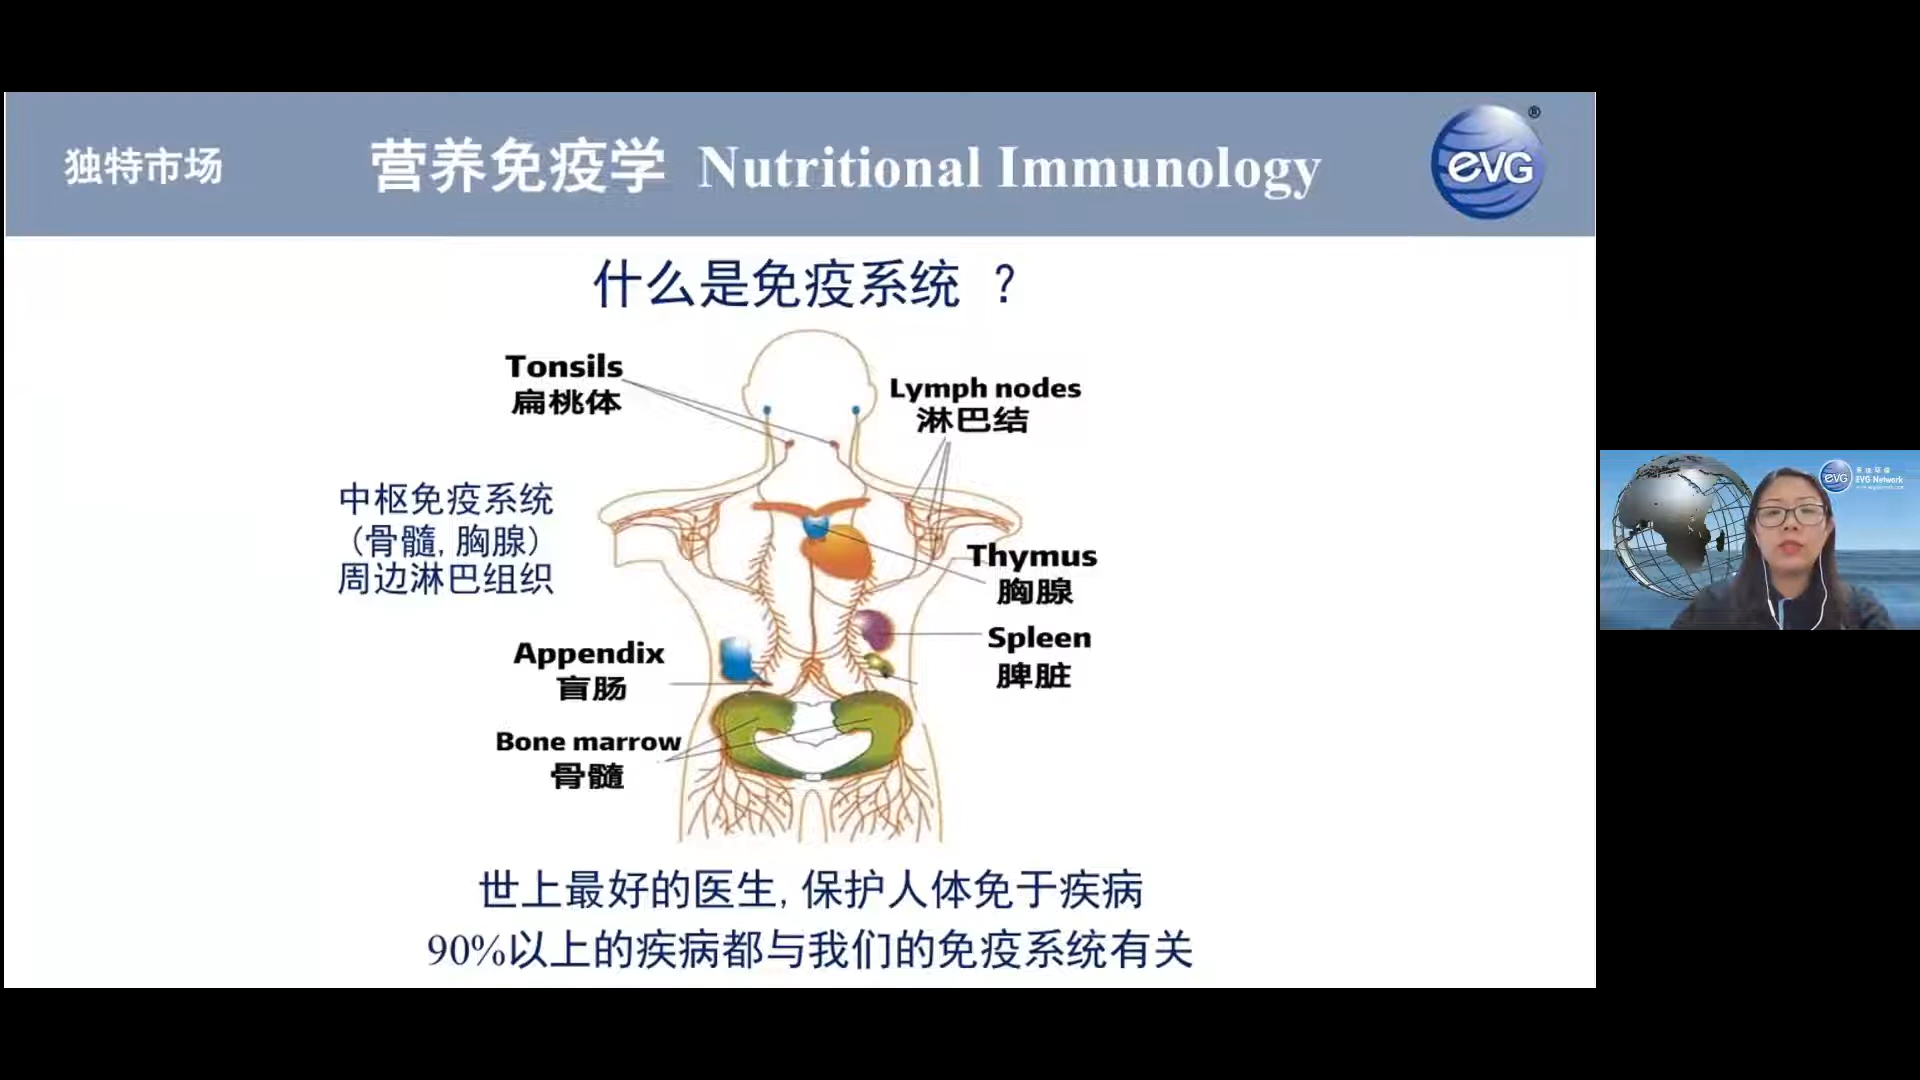 独特市场
营养免疫学 Nutritional Immunology
evg®
什么是免疫系统 ？
Tonsils
扁桃体
Lymph nodes
淋巴结
中枢免疫系统
(骨髓, 胸腺)
周边淋巴组织
Thymus
胸腺
Spleen
脾脏
Appendix
盲肠
Bone marrow
骨髓
世上最好的医生, 保护人体免于疾病
90%以上的疾病都与我们的免疫系统有关
evg
EVG Network